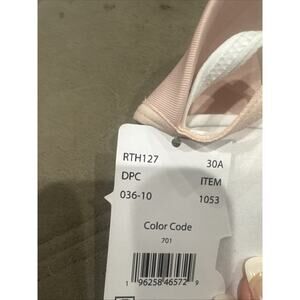 RTH127 30A
DPC ITEM
036-10 1053
Color Code
701
1 96258 46572 9